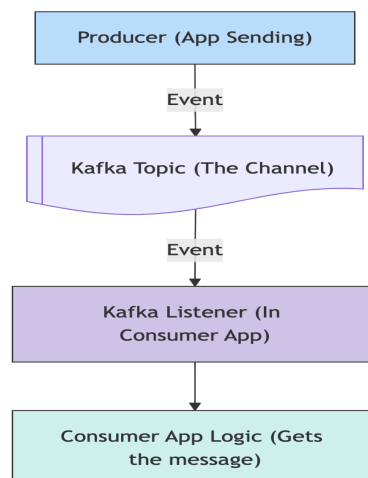 Producer (App Sending)
Event
Kafka Topic (The Channel)
Event
Kafka Listener (In
Consumer App)
Consumer App Logic (Gets
the message)